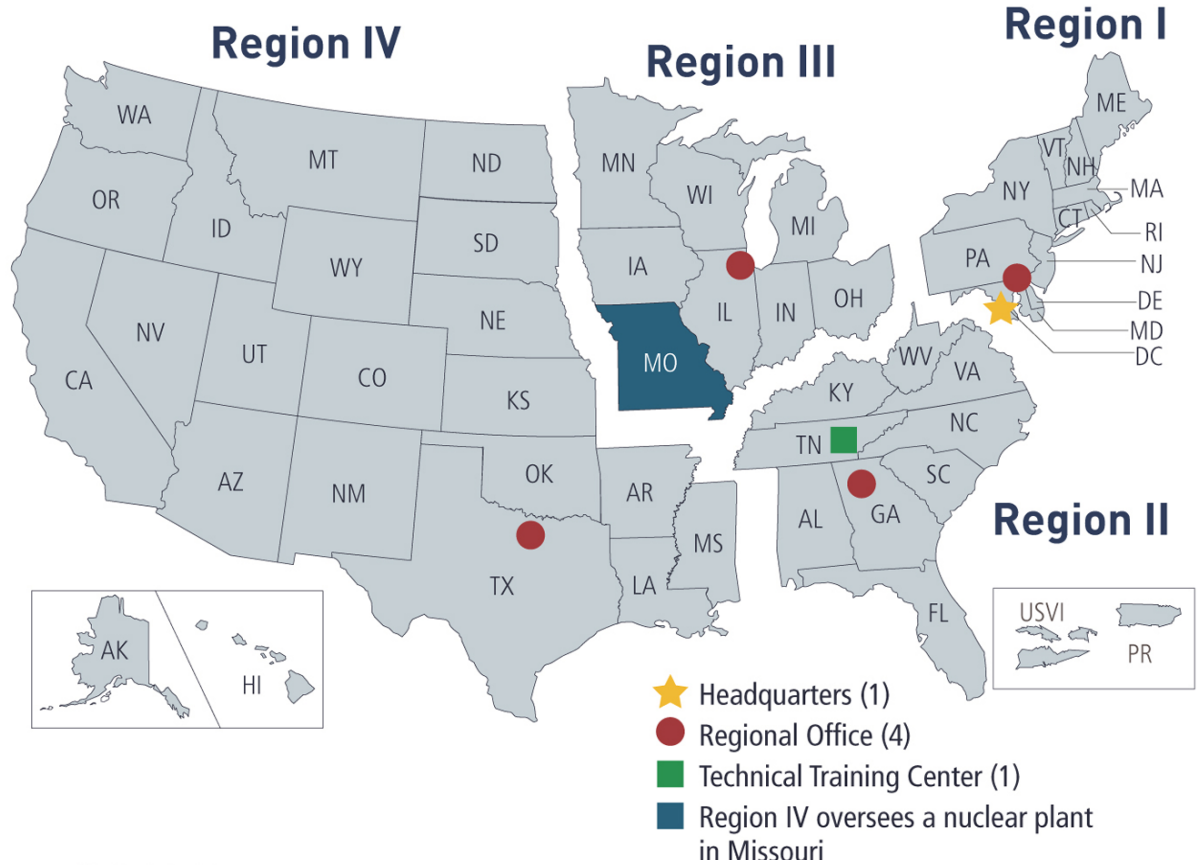 Region I
Region IV
Region III
ME
WA
VT
NH
MT
ND
MN
WI
NY
MA
OR
ID
MI
CT
RI
SD
PA
NJ
WY
IA
OH
DE
NE
IL
IN
MD
NV
UT
MO
WV
DC
CA
CO
KS
KY
VA
NC
TN
OK
SC
AZ
NM
AR
AL
GA
Region II
MS
TX
LA
FL
USVI
AK
PR
HI
Headquarters (1)
Regional Office (4)
Technical Training Center (1)
Region IV oversees a nuclear plant
in Missouri